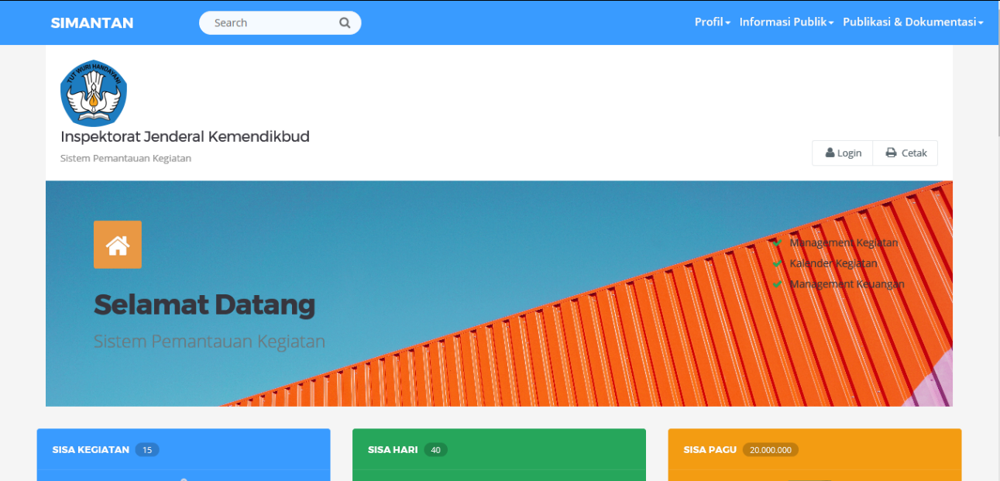 SIMANTAN
Search
Profil
Informasi Publik
Publikasi & Dokumentasi
TUT WURI HANDAYANI
Inspektorat Jenderal Kemendikbud
Sistem Pemantauan Kegiatan
Login
Cetak
Management Kegiatan
Kalender Kegiatan
Management Keuangan
Selamat Datang
Sistem Pemantauan Kegiatan
SISA KEGIATAN 15
SISA HARI 40
SISA PAGU 20.000.000